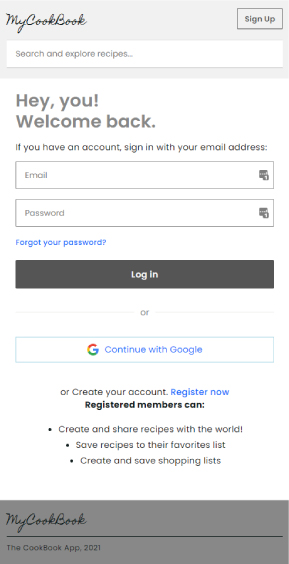 MyCookBook
Sign Up
Search and explore recipes...
Hey, you!
Welcome back.
If you have an account, sign in with your email address:
Email
Password
Forgot your password?
Log in
or
Continue with Google
or Create your account. Register now
Registered members can:
• Create and share recipes with the world!
• Save recipes to their favorites list
• Create and save shopping lists
MyCookBook
The CookBook App, 2021